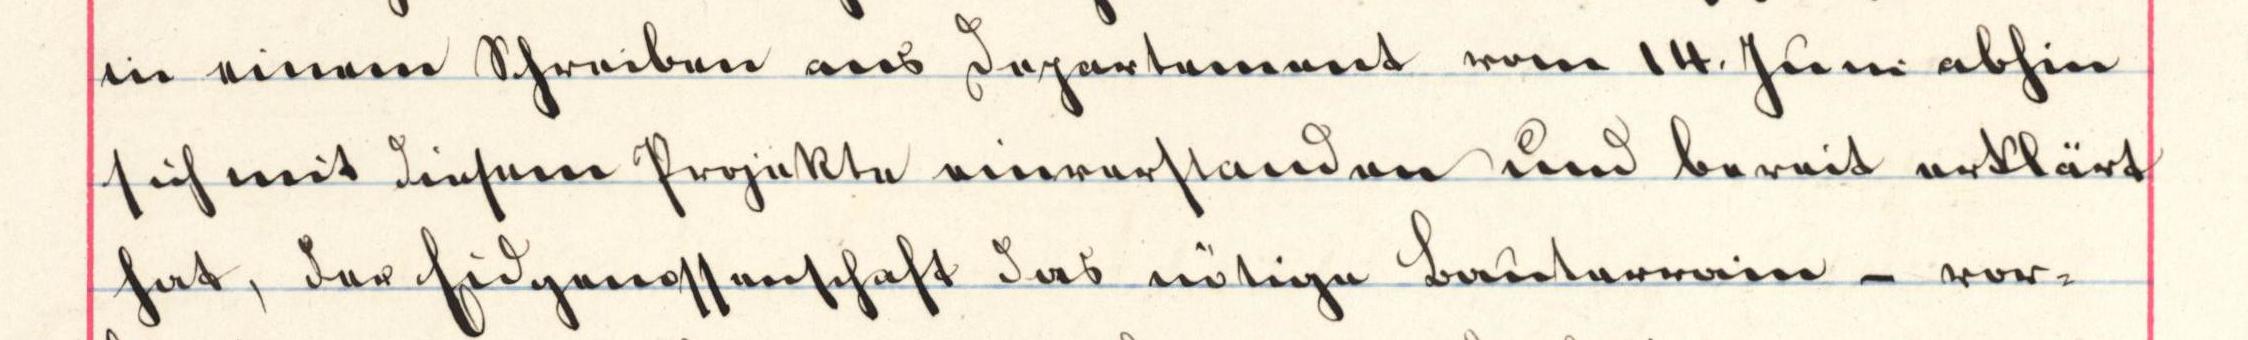 in einem Schreiben ans Departement vom 14. Juni abhin
sich mit diesem Projekte einverstanden und bereit erklärt
hat, der Eidgenossenschaft das nötige Bauterrain - vor=